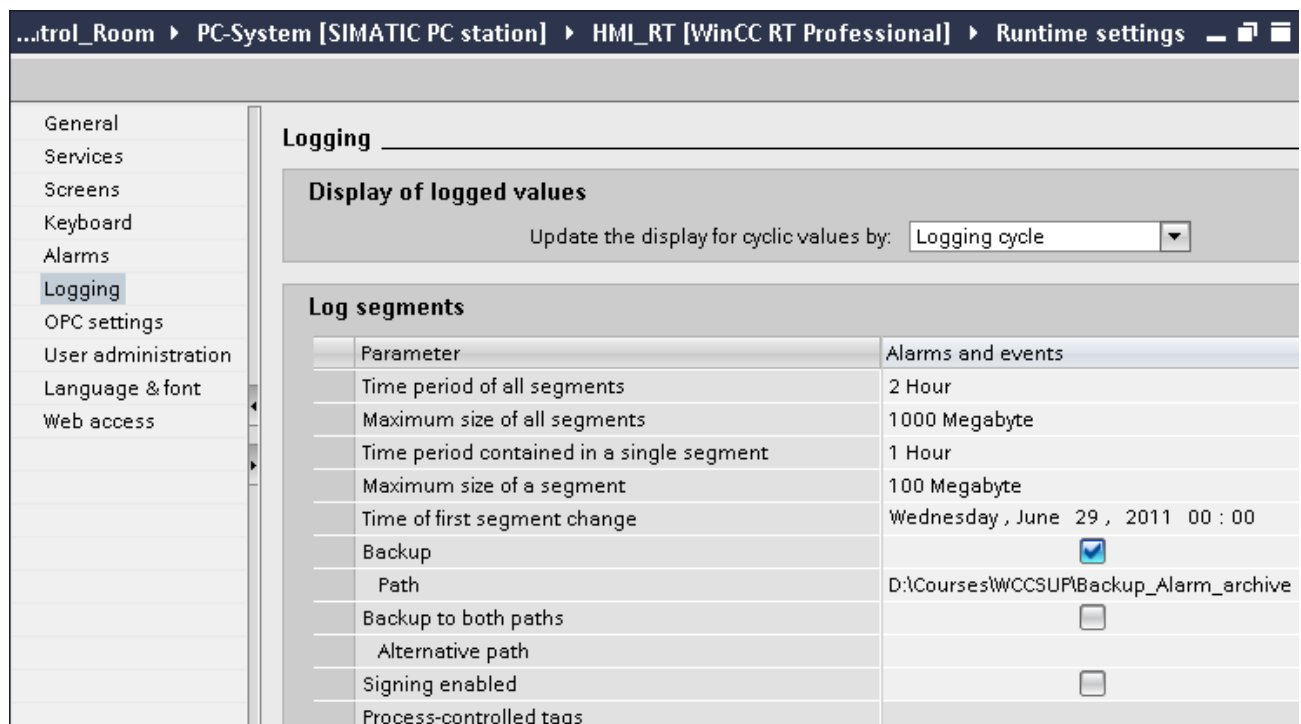 ...itrol_Room ▸ PC-System [SIMATIC PC station] ▸ HMI_RT [WinCC RT Professional] ▸ Runtime settings
General
Services
Screens
Keyboard
Alarms
Logging
OPC settings
User administration
Language & font
Web access
Logging
Display of logged values
Update the display for cyclic values by: Logging cycle
Log segments
Parameter Alarms and events
Time period of all segments 2 Hour
Maximum size of all segments 1000 Megabyte
Time period contained in a single segment 1 Hour
Maximum size of a segment 100 Megabyte
Time of first segment change Wednesday , June 29 , 2011 00 : 00
Backup
Path D:\Courses\WCCSUP\Backup_Alarm_archive
Backup to both paths
Alternative path
Signing enabled
Process-controlled tags